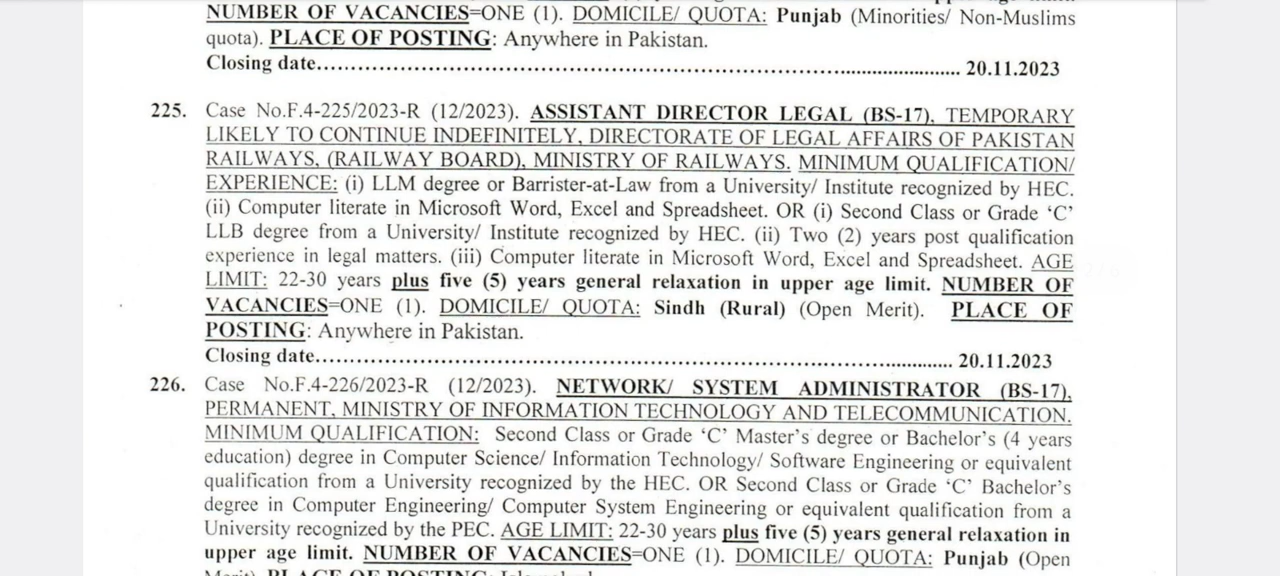 NUMBER OF VACANCIES=ONE (1). DOMICILE/ QUOTA: Punjab (Minorities/ Non-Muslims
quota). PLACE OF POSTING: Anywhere in Pakistan.
Closing date................................................................................................ 20.11.2023
225. Case No.F.4-225/2023-R (12/2023). ASSISTANT DIRECTOR LEGAL (BS-17), TEMPORARY
LIKELY TO CONTINUE INDEFINITELY, DIRECTORATE OF LEGAL AFFAIRS OF PAKISTAN
RAILWAYS, (RAILWAY BOARD), MINISTRY OF RAILWAYS. MINIMUM QUALIFICATION/
EXPERIENCE: (i) LLM degree or Barrister-at-Law from a University/ Institute recognized by HEC.
(ii) Computer literate in Microsoft Word, Excel and Spreadsheet. OR (i) Second Class or Grade ‘C’
LLB degree from a University/ Institute recognized by HEC. (ii) Two (2) years post qualification
experience in legal matters. (iii) Computer literate in Microsoft Word, Excel and Spreadsheet. AGE
LIMIT: 22-30 years plus five (5) years general relaxation in upper age limit. NUMBER OF
VACANCIES=ONE (1). DOMICILE/ QUOTA: Sindh (Rural) (Open Merit). PLACE OF
POSTING: Anywhere in Pakistan.
Closing date................................................................................................ 20.11.2023
226. Case No.F.4-226/2023-R (12/2023). NETWORK/ SYSTEM ADMINISTRATOR (BS-17),
PERMANENT, MINISTRY OF INFORMATION TECHNOLOGY AND TELECOMMUNICATION.
MINIMUM QUALIFICATION: Second Class or Grade ‘C’ Master’s degree or Bachelor’s (4 years
education) degree in Computer Science/ Information Technology/ Software Engineering or equivalent
qualification from a University recognized by the HEC. OR Second Class or Grade ‘C’ Bachelor’s
degree in Computer Engineering/ Computer System Engineering or equivalent qualification from a
University recognized by the PEC. AGE LIMIT: 22-30 years plus five (5) years general relaxation in
upper age limit. NUMBER OF VACANCIES=ONE (1). DOMICILE/ QUOTA: Punjab (Open